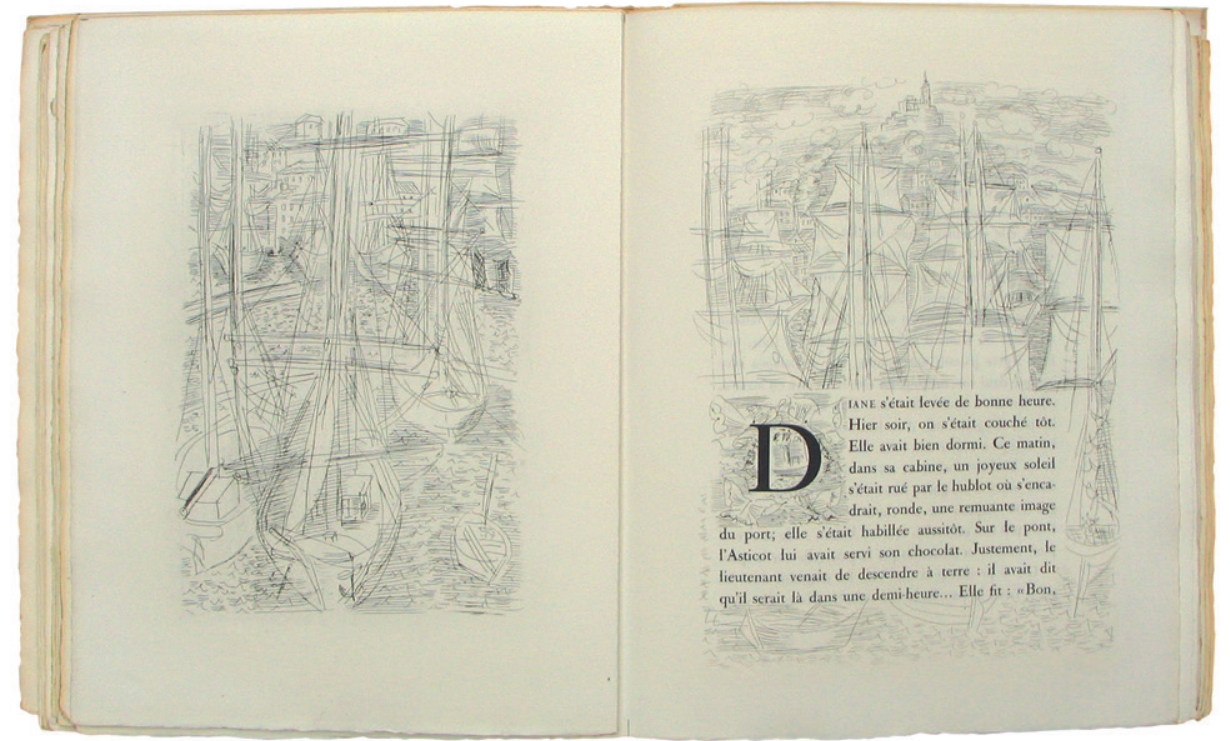 DIANE s'était levée de bonne heure.
Hier soir, on s'était couché tôt.
Elle avait bien dormi. Ce matin,
dans sa cabine, un joyeux soleil
s'était rué par le hublot où s'enca-
drait, ronde, une remuante image
du port; elle s'était habillée aussitôt. Sur le pont,
l'Asticot lui avait servi son chocolat. Justement, le
lieutenant venait de descendre à terre : il avait dit
qu'il serait là dans une demi-heure... Elle fit : «Bon,